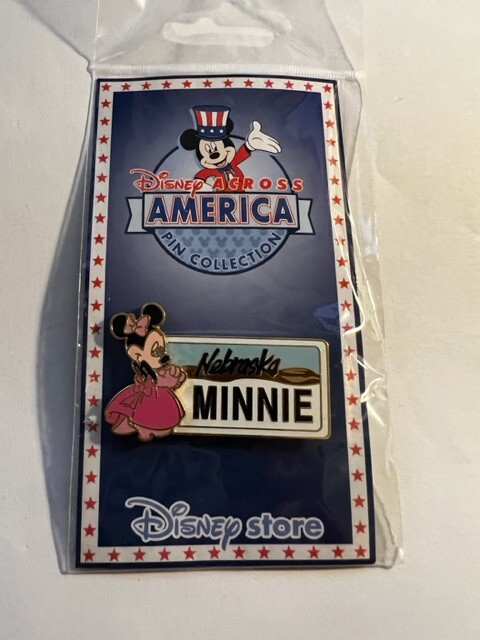 Disney ACROSS
AMERICA
PIN COLLECTION
Nebraska
MINNIE
Disney store